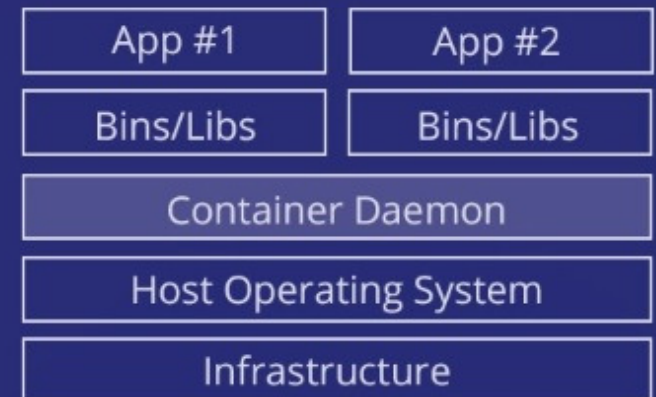 App #1 App #2
Bins/Libs Bins/Libs
Container Daemon
Host Operating System
Infrastructure